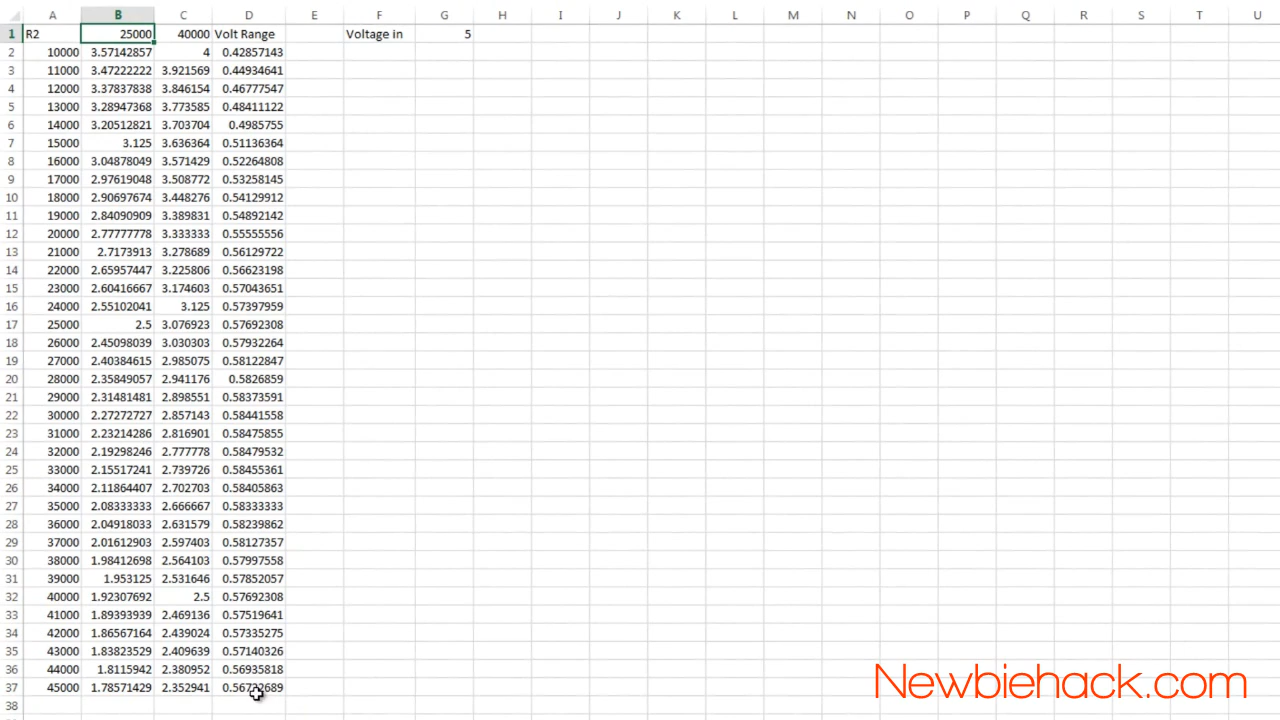 A B C D E F G H I J K L M N O P Q R S T U
1 R2 25000 40000 Volt Range Voltage in 5
2 10000 3.57142857 4 0.42857143
3 11000 3.47222222 3.921569 0.44934641
4 12000 3.37837838 3.846154 0.46777547
5 13000 3.28947368 3.773585 0.48411122
6 14000 3.20512821 3.703704 0.4985755
7 15000 3.125 3.636364 0.51136364
8 16000 3.04878049 3.571429 0.52264808
9 17000 2.97619048 3.508772 0.53258145
10 18000 2.90697674 3.448276 0.54129912
11 19000 2.84090909 3.389831 0.54892142
12 20000 2.77777778 3.333333 0.55555556
13 21000 2.7173913 3.278689 0.56129722
14 22000 2.65957447 3.225806 0.56623198
15 23000 2.60416667 3.174603 0.57043651
16 24000 2.55102041 3.125 0.57397959
17 25000 2.5 3.076923 0.57692308
18 26000 2.45098039 3.030303 0.57932264
19 27000 2.40384615 2.985075 0.58122847
20 28000 2.35849057 2.941176 0.5826859
21 29000 2.31481481 2.898551 0.58373591
22 30000 2.27272727 2.857143 0.58441558
23 31000 2.23214286 2.816901 0.58475855
24 32000 2.19298246 2.777778 0.58479532
25 33000 2.15517241 2.739726 0.58455361
26 34000 2.11864407 2.702703 0.58405863
27 35000 2.08333333 2.666667 0.58333333
28 36000 2.04918033 2.631579 0.58239862
29 37000 2.01612903 2.597403 0.58127357
30 38000 1.98412698 2.564103 0.57997558
31 39000 1.953125 2.531646 0.57852057
32 40000 1.92307692 2.5 0.57692308
33 41000 1.89393939 2.469136 0.57519641
34 42000 1.86567164 2.439024 0.57335275
35 43000 1.83823529 2.409639 0.57140326
36 44000 1.8115942 2.380952 0.56935818
37 45000 1.78571429 2.352941
38
Newbiehack.com